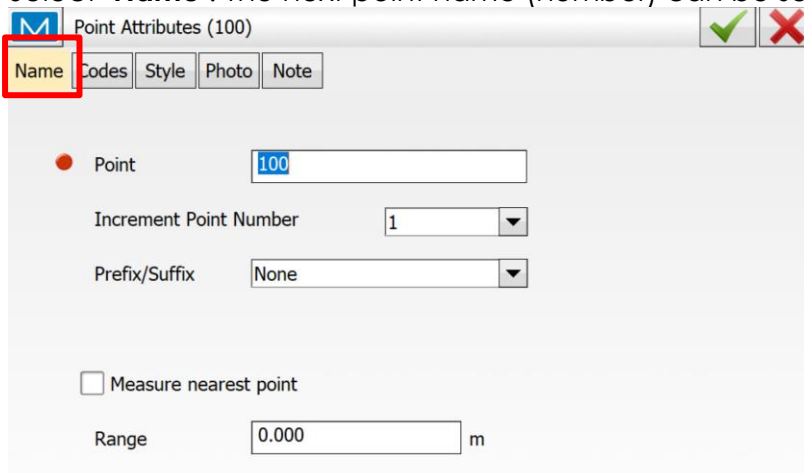 Point Attributes (100)
Name Codes Style Photo Note
Point 100
Increment Point Number 1
Prefix/Suffix None
Measure nearest point
Range 0.000 m